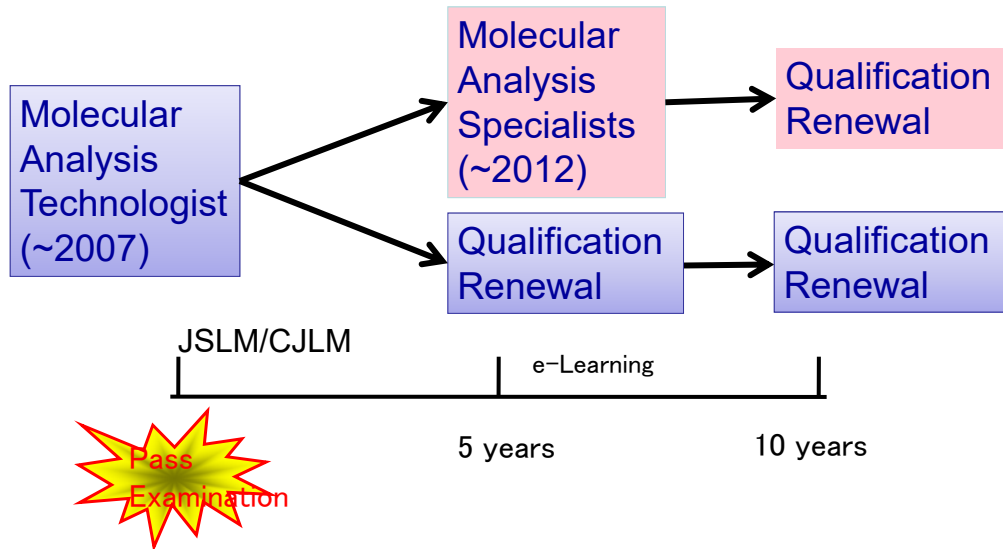 Molecular
Analysis
Technologist
(~2007)
Molecular
Analysis
Specialists
(~2012)
Qualification
Renewal
Qualification
Renewal
Qualification
Renewal
JSLM/CJLM
e-Learning
5 years
10 years
Pass
Examination